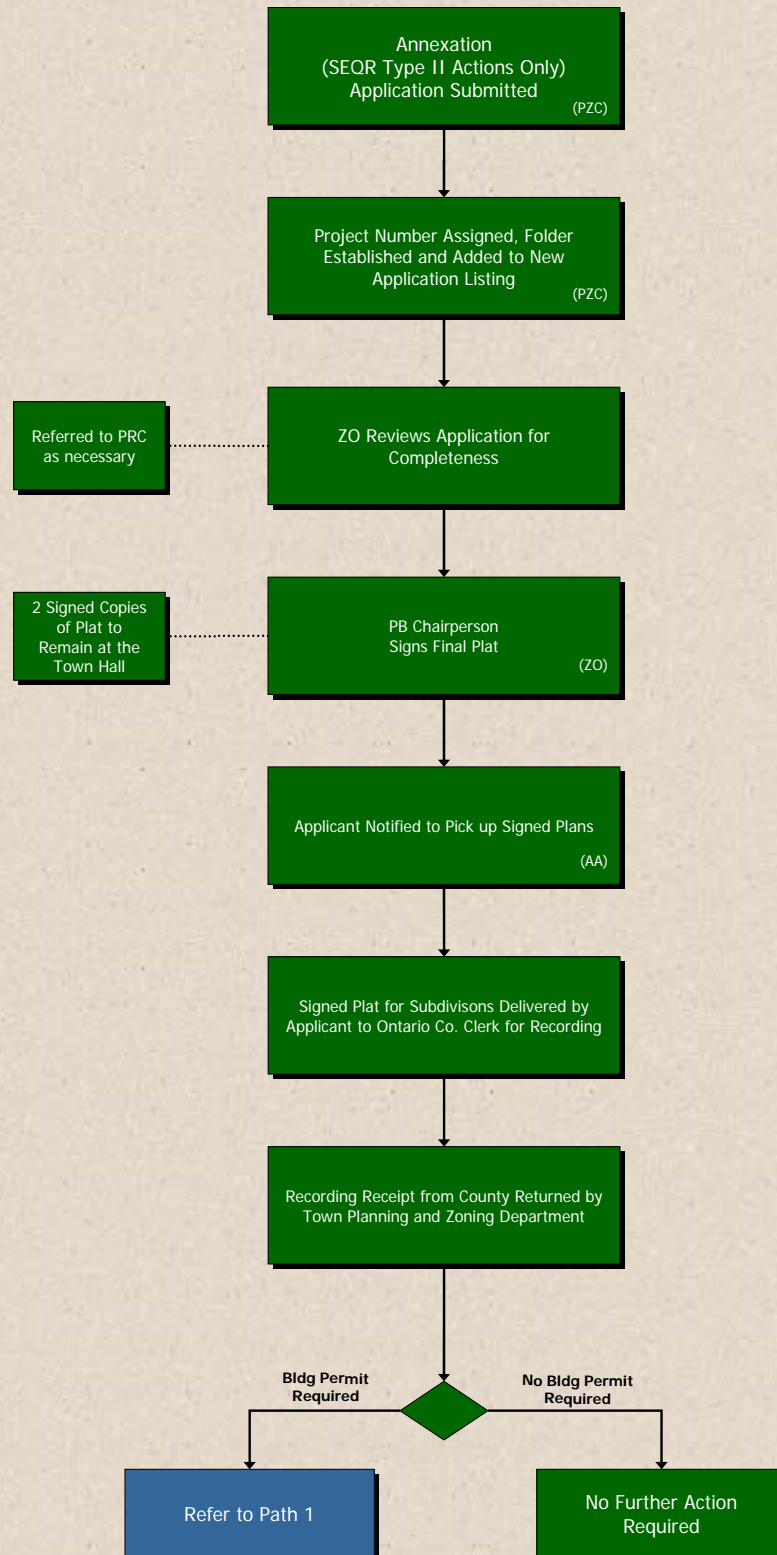 Annexation
(SEQR Type II Actions Only)
Application Submitted
(PZC)
Project Number Assigned, Folder
Established and Added to New
Application Listing
(PZC)
Referred to PRC
as necessary
ZO Reviews Application for
Completeness
2 Signed Copies
of Plat to
Remain at the
Town Hall
PB Chairperson
Signs Final Plat
(ZO)
Applicant Notified to Pick up Signed Plans
(AA)
Signed Plat for Subdivisons Delivered by
Applicant to Ontario Co. Clerk for Recording
Recording Receipt from County Returned by
Town Planning and Zoning Department
Bldg Permit
Required
No Bldg Permit
Required
Refer to Path 1
No Further Action
Required